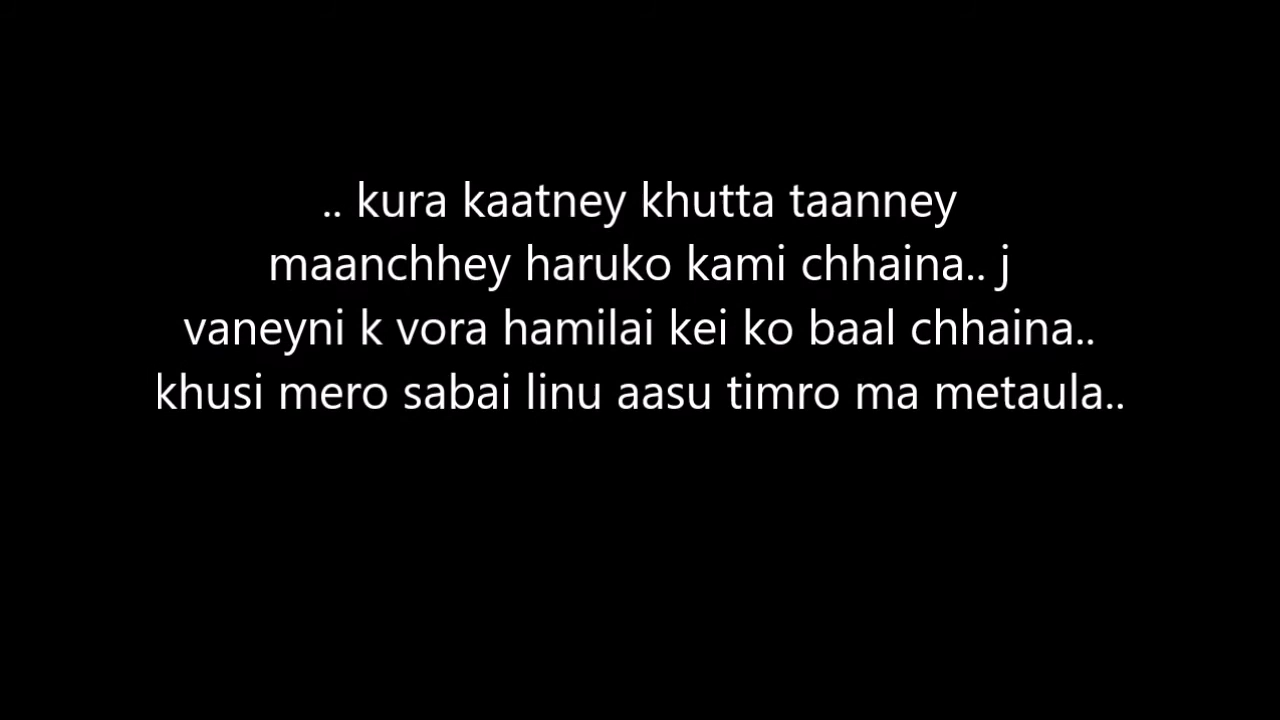 .. kura kaatney khutta taanney
maanchhey haruko kami chhaina.. j
vaneyni k vora hamilai kei ko baal chhaina..
khusi mero sabai linu aasu timro ma metaula..